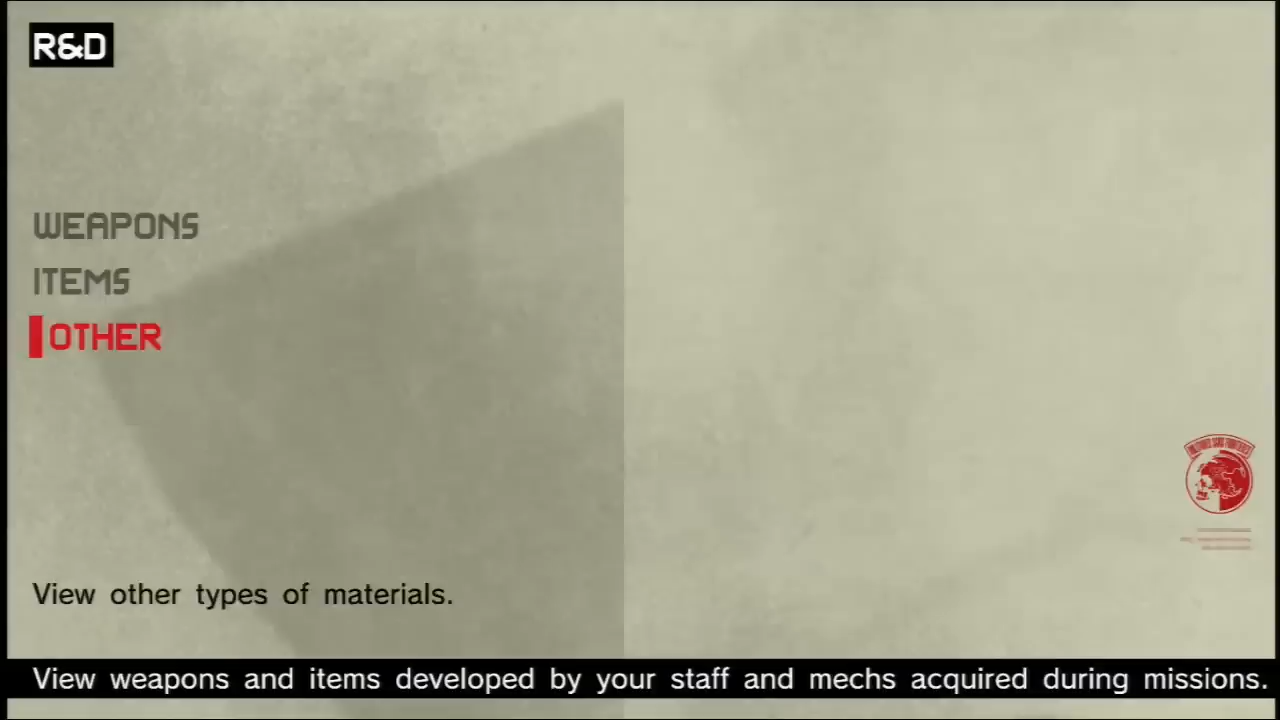 R&D
WEAPONS
ITEMS
OTHER
View other types of materials.
View weapons and items developed by your staff and mechs acquired during missions.